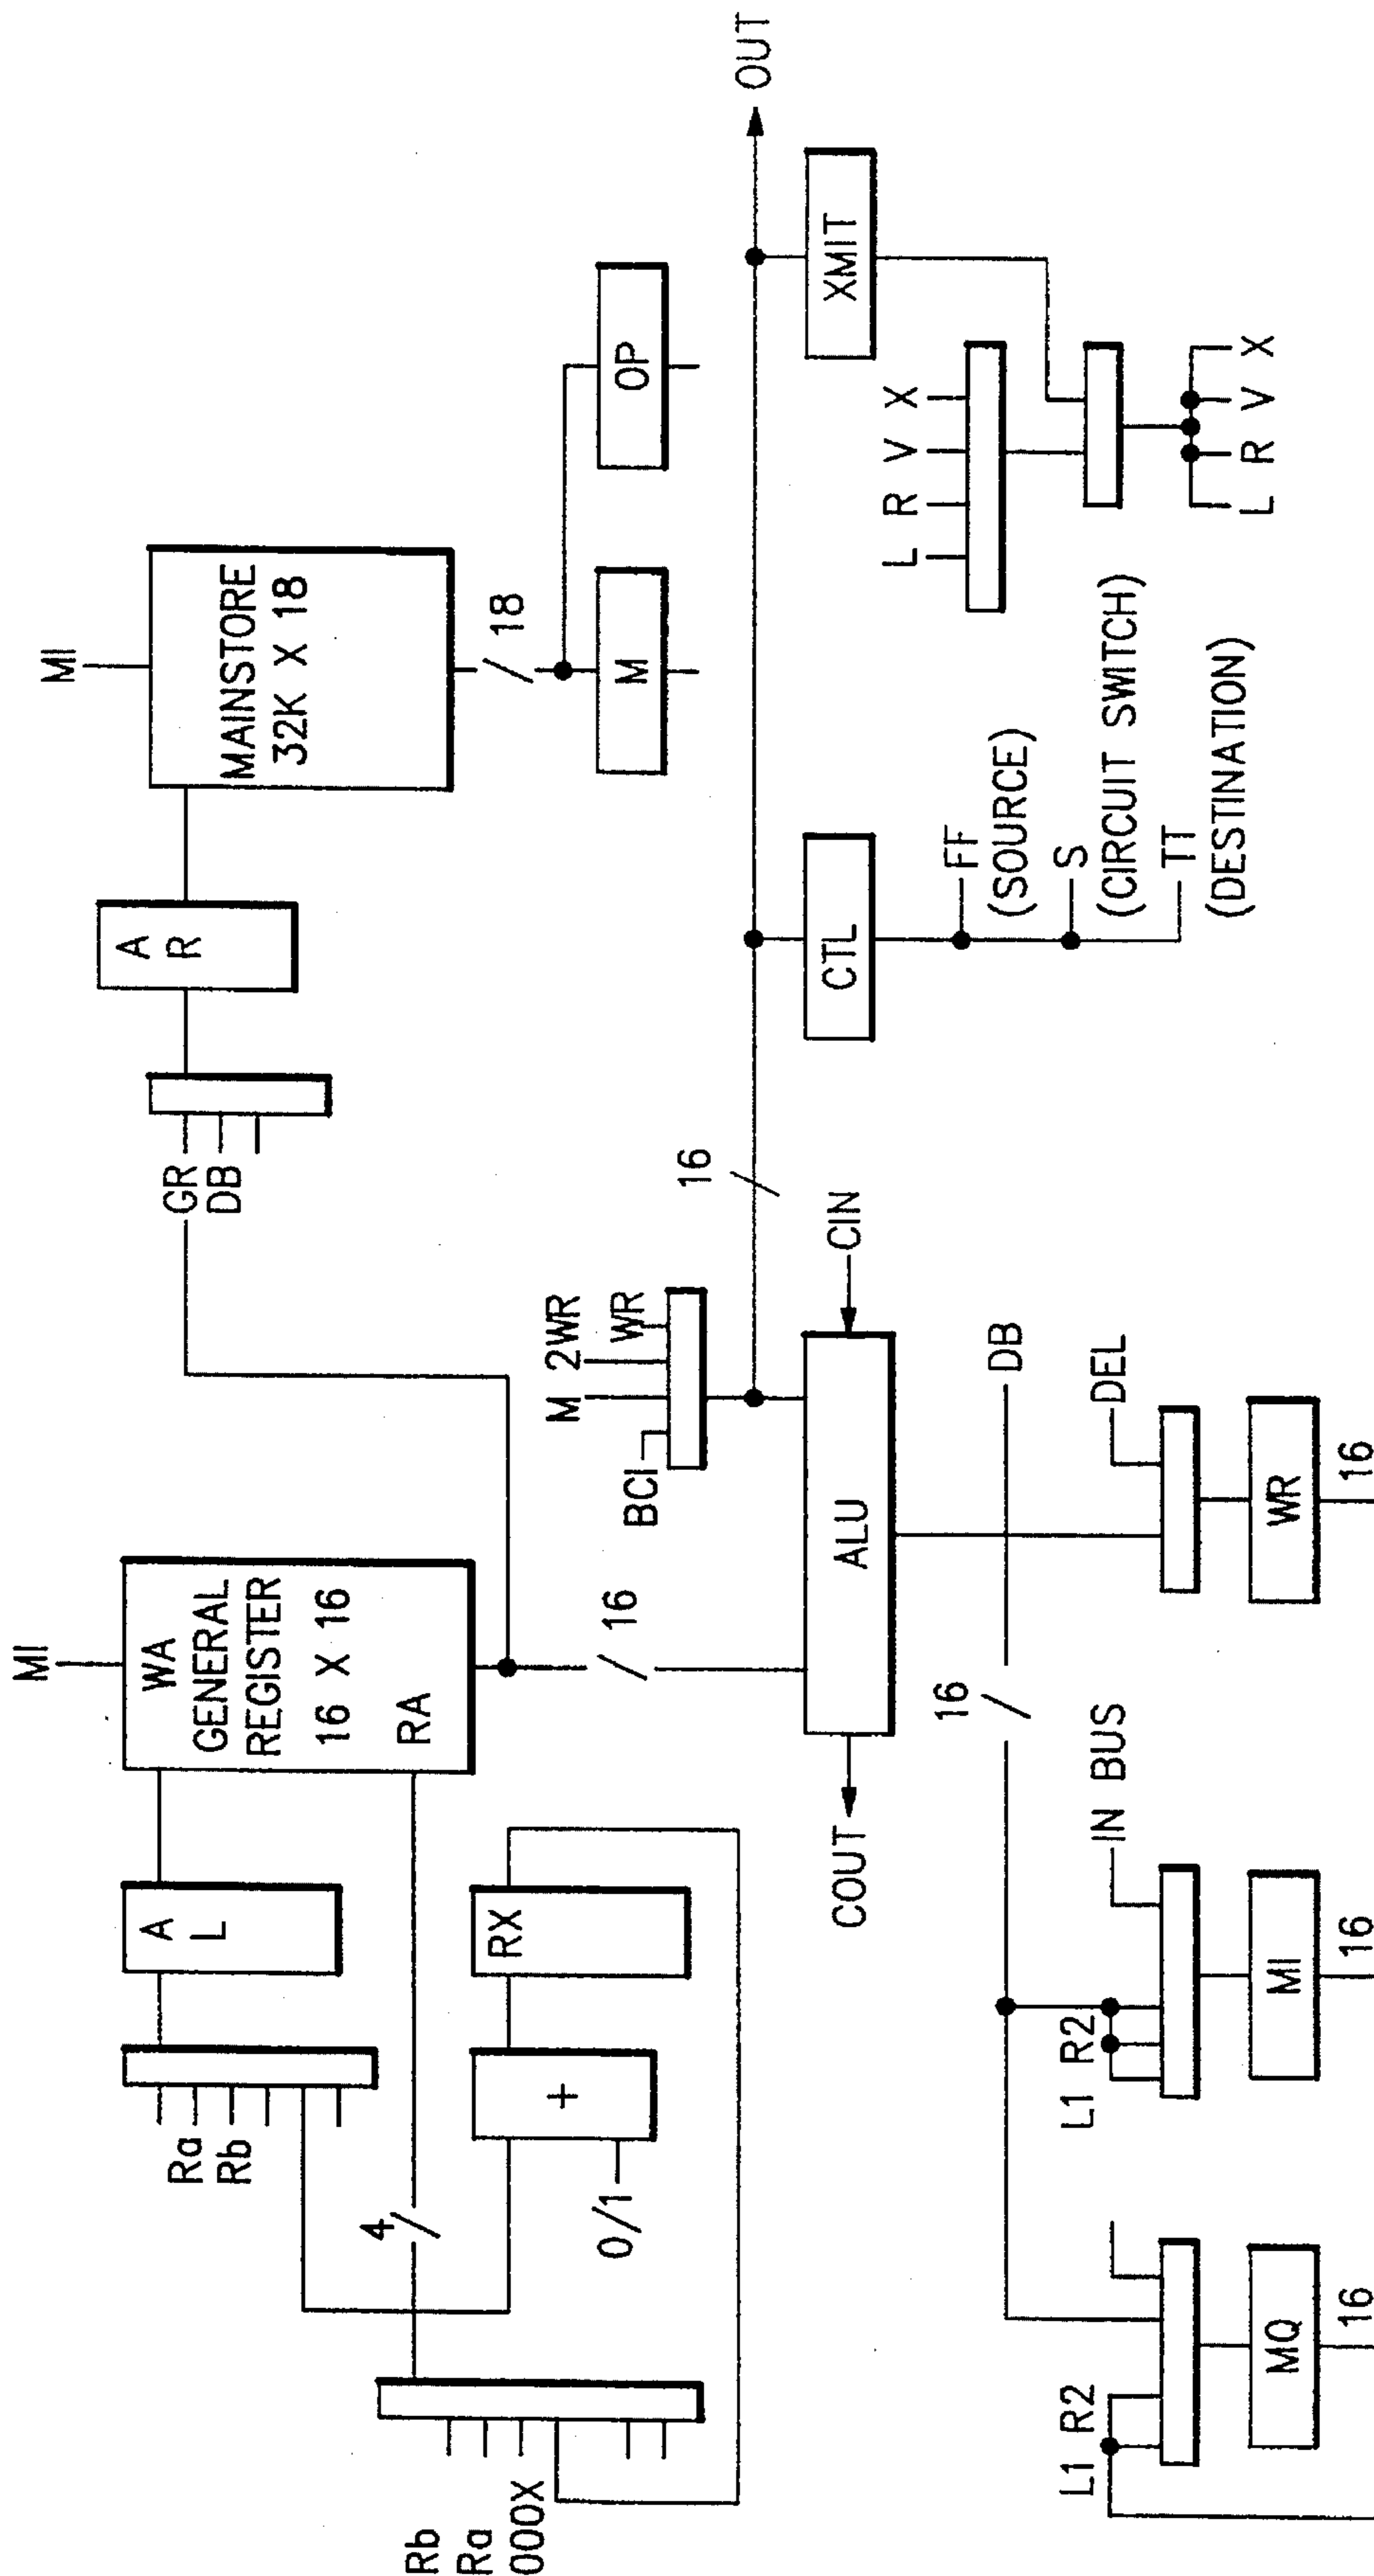 MI
MI
WA
GENERAL
REGISTER
16 X 16
RA
A
L
Ra
Rb
4
RX
+
0/1
Rb
Ra
000X
GR
DB
A
R
MAINSTORE
32K X 18
18
M
OP
16
BCI
M
2WR
WR
16
OUT
COUT
ALU
CIN
CTL
FF
(SOURCE)
S
(CIRCUIT SWITCH)
TT
(DESTINATION)
XMIT
L R V X
L R V X
16
DB
L1 R2
MQ
16
L1 R2
IN BUS
MI
16
DEL
WR
16